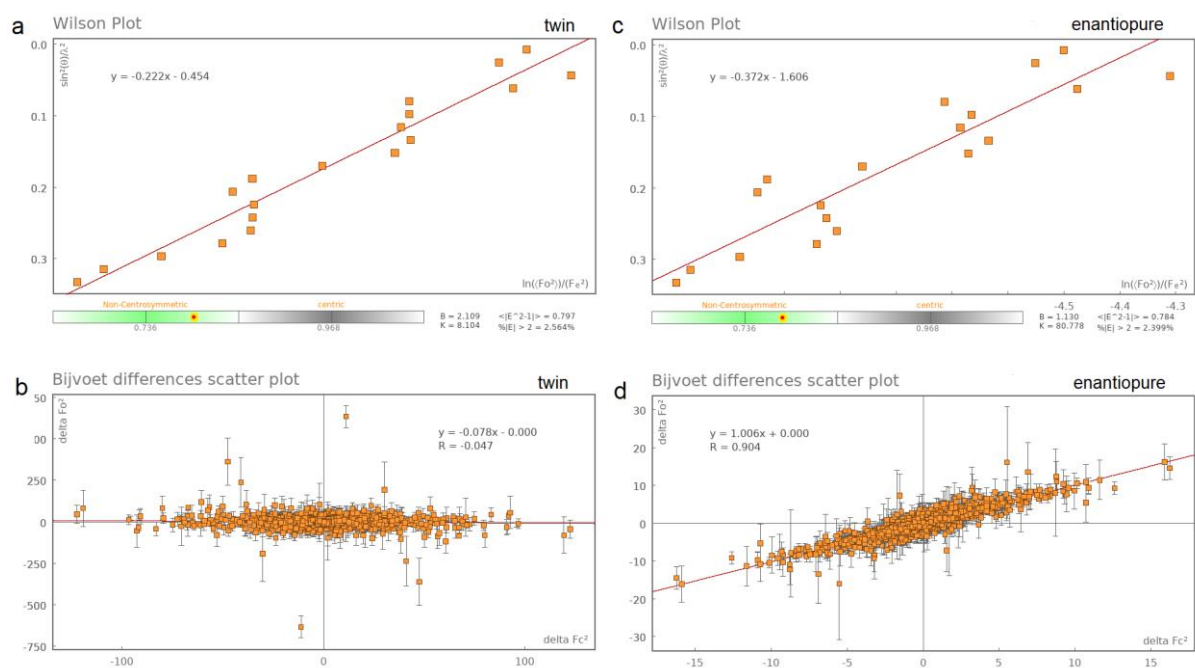 a Wilson Plot twin
sin²(θ)/λ²
0.0
0.1
0.2
0.3
y = -0.222x - 0.454
ln(⟨Fo²⟩)/(Fe²)
Non-Centrosymmetric centric
0.736 0.968
B = 2.109 <|E^2-1|> = 0.797
K = 8.104 %|E| > 2 = 2.564%
c Wilson Plot enantiopure
sin²(θ)/λ²
0.0
0.1
0.2
0.3
y = -0.372x - 1.606
ln(⟨Fo²⟩)/(Fe²)
-4.5 -4.4 -4.3
Non-Centrosymmetric centric
0.736 0.968
B = 1.130 <|E^2-1|> = 0.784
K = 80.778 %|E| > 2 = 2.399%
b Bijvoet differences scatter plot twin
delta Fo²
50
00
250
0
-250
-500
-750
y = -0.078x - 0.000
R = -0.047
delta Fc²
-100 0 100
d Bijvoet differences scatter plot enantiopure
delta Fo²
30
20
10
0
-10
-20
-30
y = 1.006x + 0.000
R = 0.904
delta Fc²
-15 -10 -5 0 5 10 15